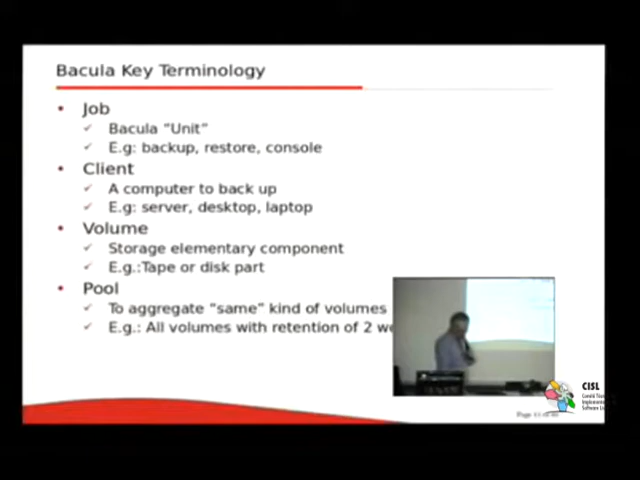 Bacula Key Terminology
Job
Bacula “Unit”
E.g: backup, restore, console
Client
A computer to back up
E.g: server, desktop, laptop
Volume
Storage elementary component
E.g.:Tape or disk part
Pool
To aggregate “same” kind of volumes
E.g.: All volumes with retention of 2
CISL
Page